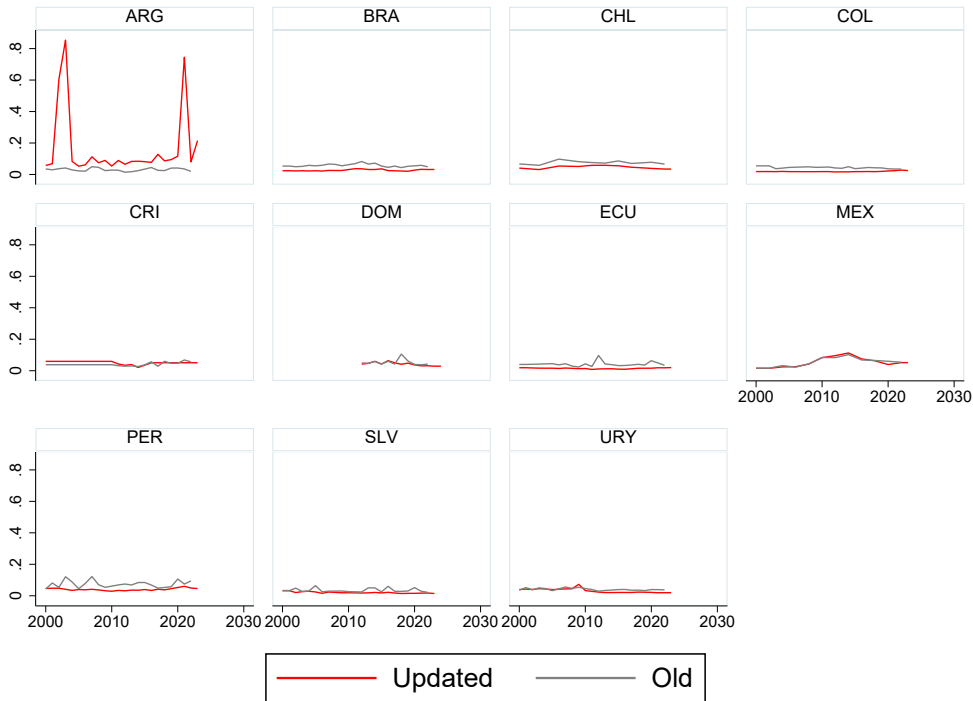 ARG BRA CHL COL
.8
.6
.4
.2
0
CRI DOM ECU MEX
.8
.6
.4
.2
0
2000 2010 2020 2030
PER SLV URY
.8
.6
.4
.2
0
2000 2010 2020 2030 2000 2010 2020 2030 2000 2010 2020 2030
Updated Old